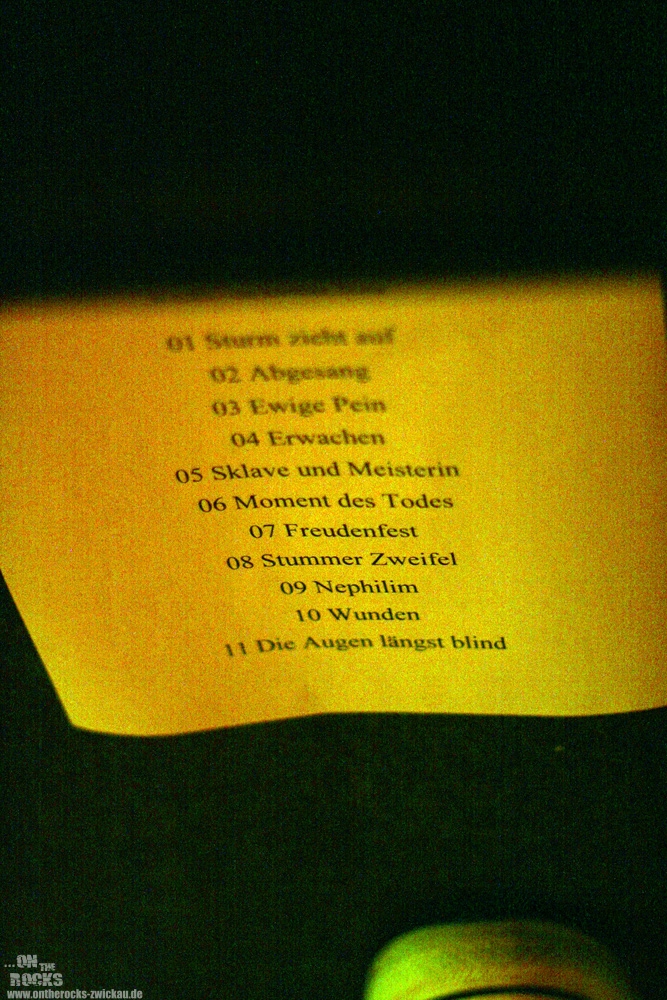 01 Sturm zieht auf
02 Abgesang
03 Ewige Pein
04 Erwachen
05 Sklave und Meisterin
06 Moment des Todes
07 Freudenfest
08 Stummer Zweifel
09 Nephilim
10 Wunden
11 Die Augen längst blind
...ON THE
ROCKS
www.ontherocks-zwickau.de